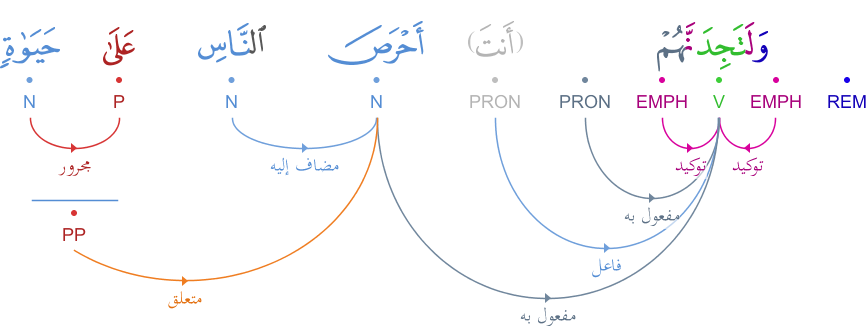 وَلَتَجِدَنَّهُمْ (أَنتَ) أَحْرَصَ ٱلنَّاسِ عَلَىٰ حَيَوٰةٍ
REM EMPH V EMPH PRON PRON N N P N
توكيد توكيد مضاف إليه مجرور
مفعول به
PP
فاعل
متعلق
مفعول به